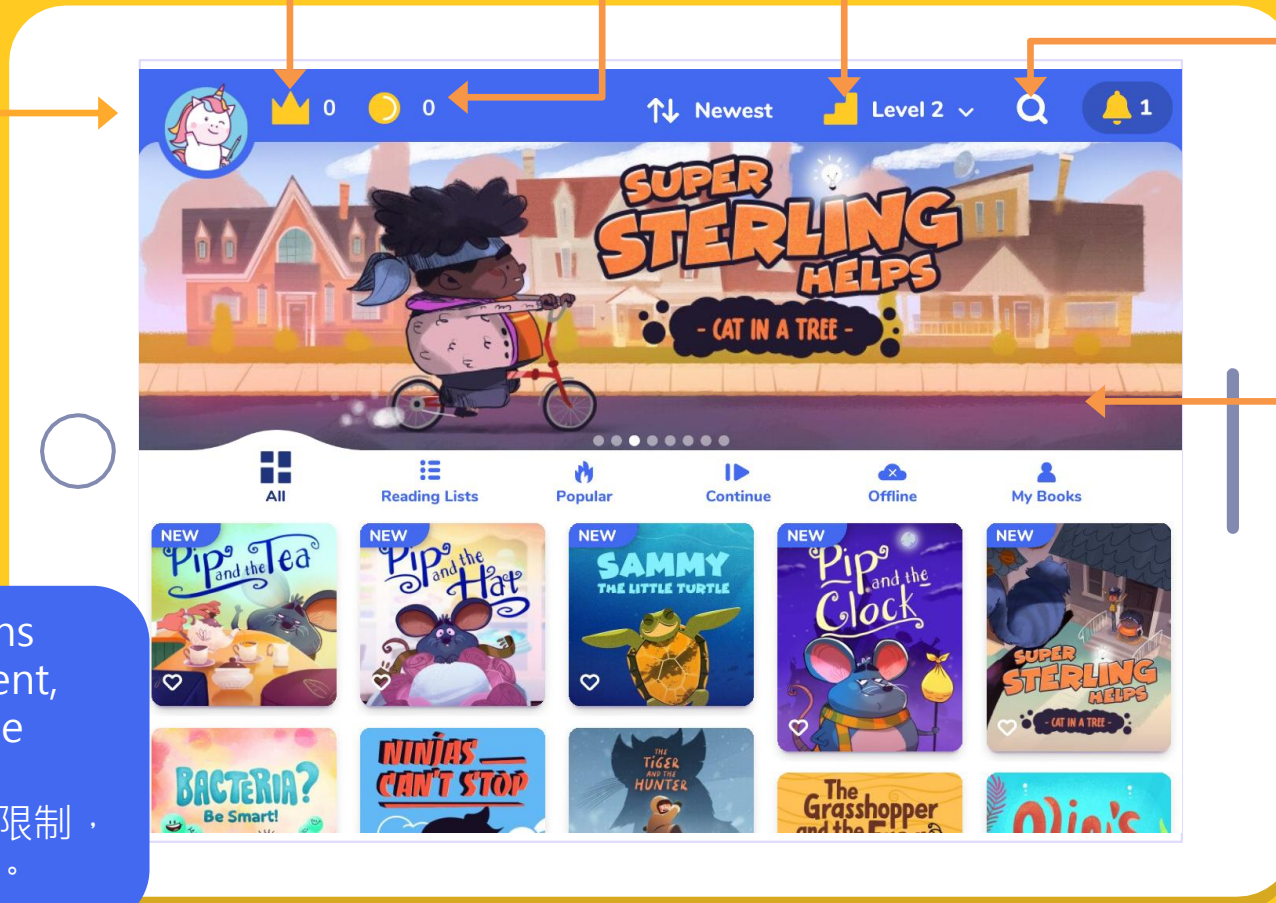 0
0
Newest
Level 2
1
SUPER
STERLING
HELPS
- CAT IN A TREE -
All
Reading Lists
Popular
Continue
Offline
My Books
NEW
Pip
and the Tea
NEW
Pip
and the
Hat
NEW
SAMMY
THE LITTLE TURTLE
NEW
Pip
and the
Clock
NEW
SUPER
STERLING
HELPS
- CAT IN A TREE -
BACTERIA?
Be Smart!
NINJAS
CAN'T STOP
THE
TIGER
AND THE
HUNTER
The
Grasshopper
and the
ns
ent,
e
限制，
。